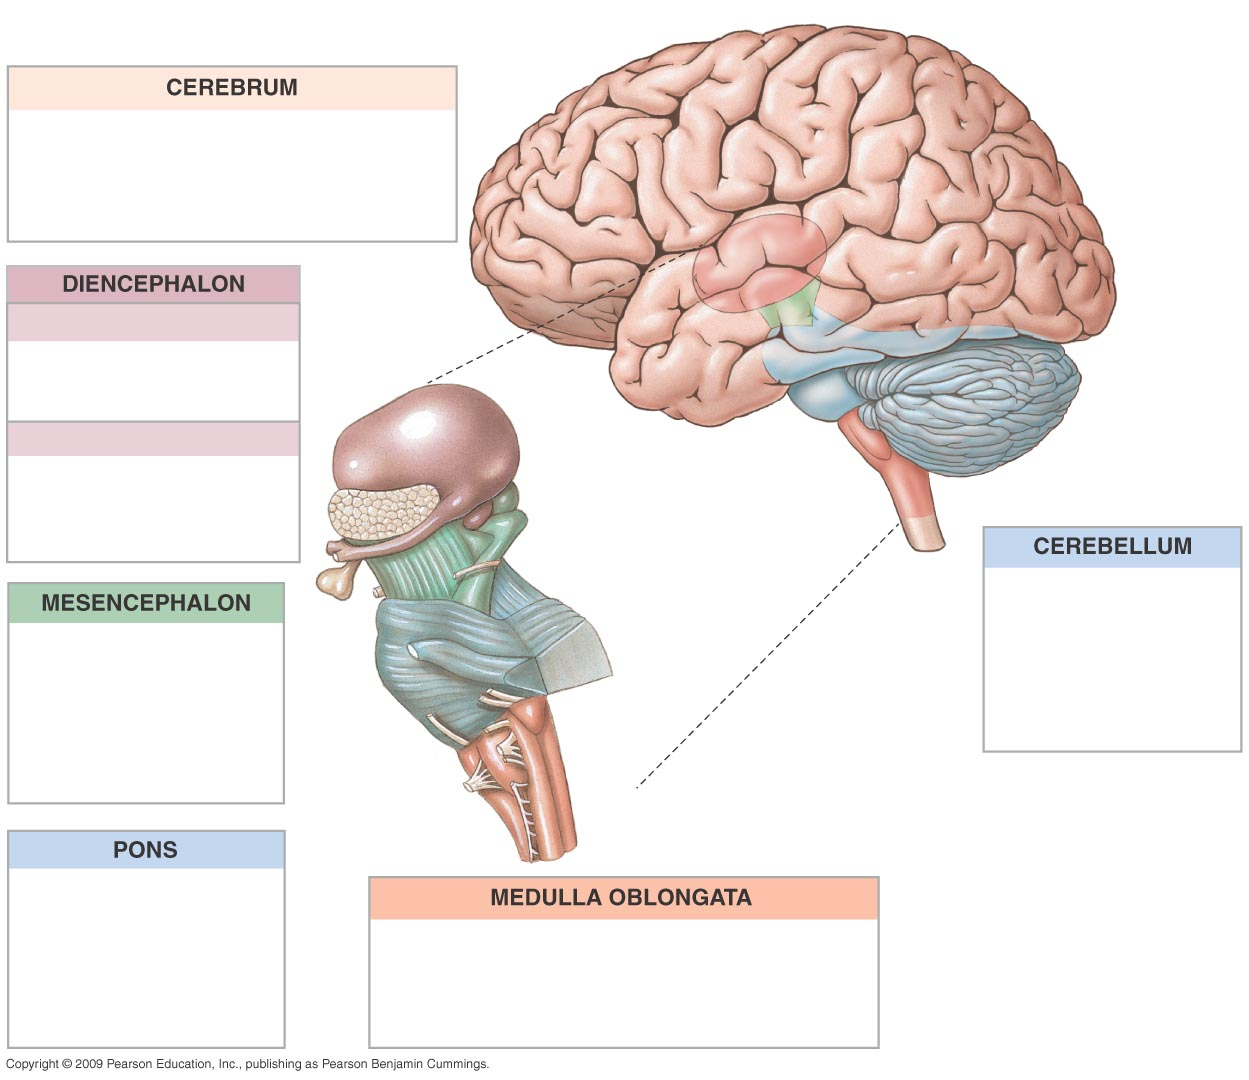 CEREBRUM
DIENCEPHALON
MESENCEPHALON
PONS
MEDULLA OBLONGATA
CEREBELLUM
Copyright © 2009 Pearson Education, Inc., publishing as Pearson Benjamin Cummings.